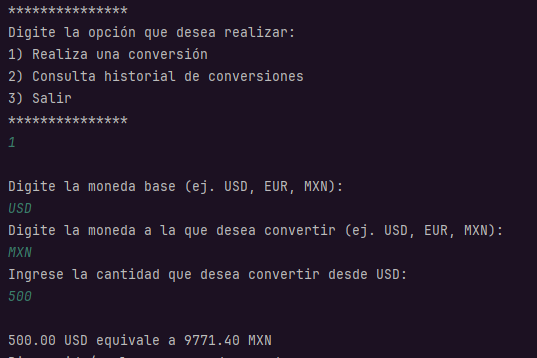 ***************
Digite la opción que desea realizar:
1) Realiza una conversión
2) Consulta historial de conversiones
3) Salir
***************
1
Digite la moneda base (ej. USD, EUR, MXN):
USD
Digite la moneda a la que desea convertir (ej. USD, EUR, MXN):
MXN
Ingrese la cantidad que desea convertir desde USD:
500
500.00 USD equivale a 9771.40 MXN